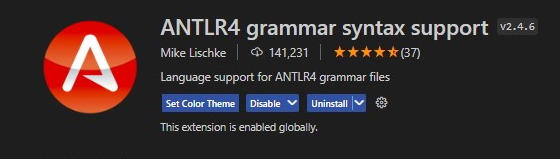 ANTLR4 grammar syntax support v2.4.6
Mike Lischke 141,231 (37)
Language support for ANTLR4 grammar files
Set Color Theme Disable Uninstall
This extension is enabled globally.